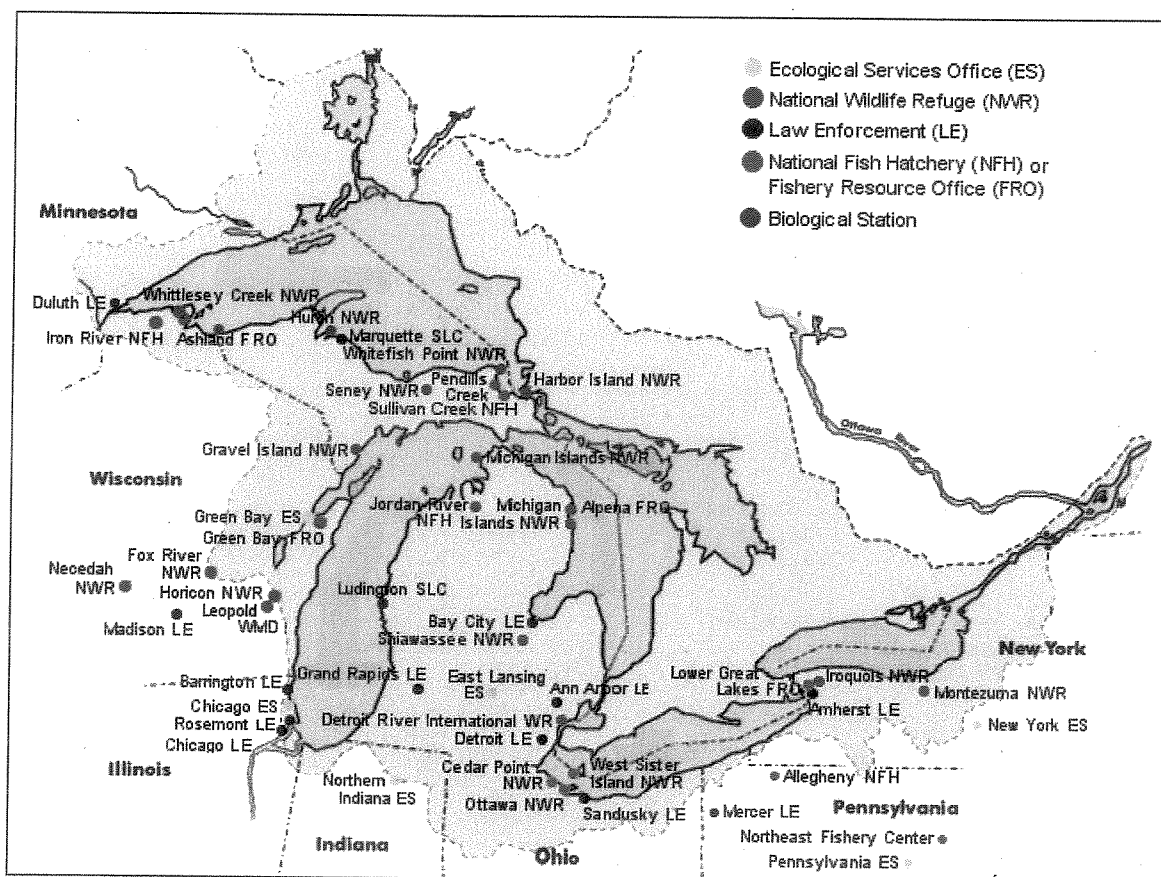 Ecological Services Office (ES)
National Wildlife Refuge (NWR)
Law Enforcement (LE)
National Fish Hatchery (NFH) or
Fishery Resource Office (FRO)
Biological Station
Minnesota
Duluth LE
Whittlesey Creek NWR
Iron River NFH
Ashland FRO
Huron NWR
Marquette SLC
Whitefish Point NWR
Seney NWR
Pendills
Creek
Sullivan Creek NFH
Harbor Island NWR
Ottawa River
Gravel Island NWR
Michigan Islands NWR
Wisconsin
Jordan River
NFH
Michigan
Islands NWR
Alpena FRO
Green Bay ES
Green Bay FRO
Fox River
NWR
Necedah
NWR
Horicon NWR
Leopold
WMD
Madison LE
Ludington SLC
Bay City LE
Shiawassee NWR
New York
Barrington LE
Grand Rapids LE
East Lansing
ES
Ann Arbor LE
Lower Great
Lakes FRO
Iroquois NWR
Montezuma NWR
Amherst LE
New York ES
Chicago ES
Rosemont LE
Chicago LE
Detroit River International WR
Detroit LE
Illinois
Northern
Indiana ES
Cedar Point
NWR
West Sister
Island NWR
Ottawa NWR
Sandusky LE
Allegheny NFH
Mercer LE
Pennsylvania
Northeast Fishery Center
Pennsylvania ES
Indiana
Ohio